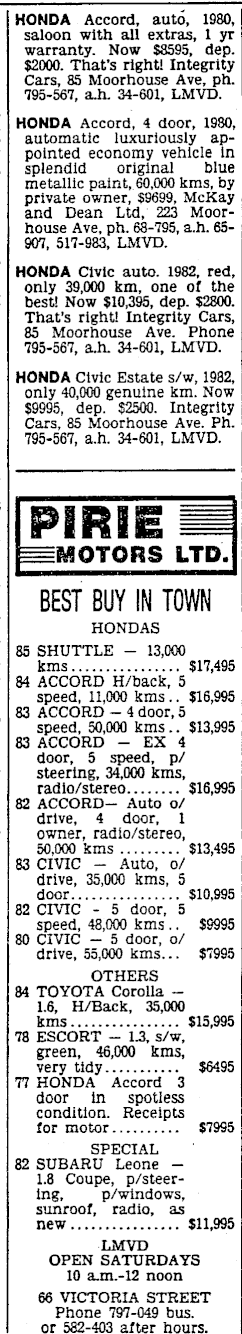 HONDA Accord, auto, 1980,
saloon with all extras, 1 yr
warranty. Now $8595, dep.
$2000. That's right! Integrity
Cars, 85 Moorhouse Ave, ph.
795-567, a.h. 34-601, LMVD.
HONDA Accord, 4 door, 1980,
automatic luxuriously ap-
pointed economy vehicle in
splendid original blue
metallic paint, 60,000 kms, by
private owner, $9699, McKay
and Dean Ltd, 223 Moor-
house Ave, ph. 68-795, a.h. 65-
907, 517-983, LMVD.
HONDA Civic auto. 1982, red,
only 39,000 km, one of the
best! Now $10,395, dep. $2800.
That's right! Integrity Cars,
85 Moorhouse Ave. Phone
795-567, a.h. 34-601, LMVD.
HONDA Civic Estate s/w, 1982,
only 40,000 genuine km. Now
$9995, dep. $2500. Integrity
Cars, 85 Moorhouse Ave. Ph.
795-567, a.h. 34-601, LMVD.
PIRIE
MOTORS LTD.
BEST BUY IN TOWN
HONDAS
85 SHUTTLE — 13,000
kms................ $17,495
84 ACCORD H/back, 5
speed, 11,000 kms.. $16,995
83 ACCORD — 4 door, 5
speed, 50,000 kms.. $13,995
83 ACCORD — EX 4
door, 5 speed, p/
steering, 34,000 kms,
radio/stereo........ $16,995
82 ACCORD— Auto o/
drive, 4 door, 1
owner, radio/stereo,
50,000 kms ......... $13,495
83 CIVIC — Auto, o/
drive, 35,000 kms, 5
door................ $10,995
82 CIVIC - 5 door, 5
speed, 48,000 kms.. $9995
80 CIVIC — 5 door, o/
drive, 55,000 kms... $7995
OTHERS
84 TOYOTA Corolla —
1.6, H/Back, 35,000
kms................ $15,995
78 ESCORT — 1.3, s/w,
green, 46,000 kms,
very tidy........... $6495
77 HONDA Accord 3
door in spotless
condition. Receipts
for motor.......... $7995
SPECIAL
82 SUBARU Leone —
1.8 Coupe, p/steer-
ing, p/windows,
sunroof, radio, as
new ................ $11,995
LMVD
OPEN SATURDAYS
10 a.m.-12 noon
66 VICTORIA STREET
Phone 797-049 bus.
or 582-403 after hours.